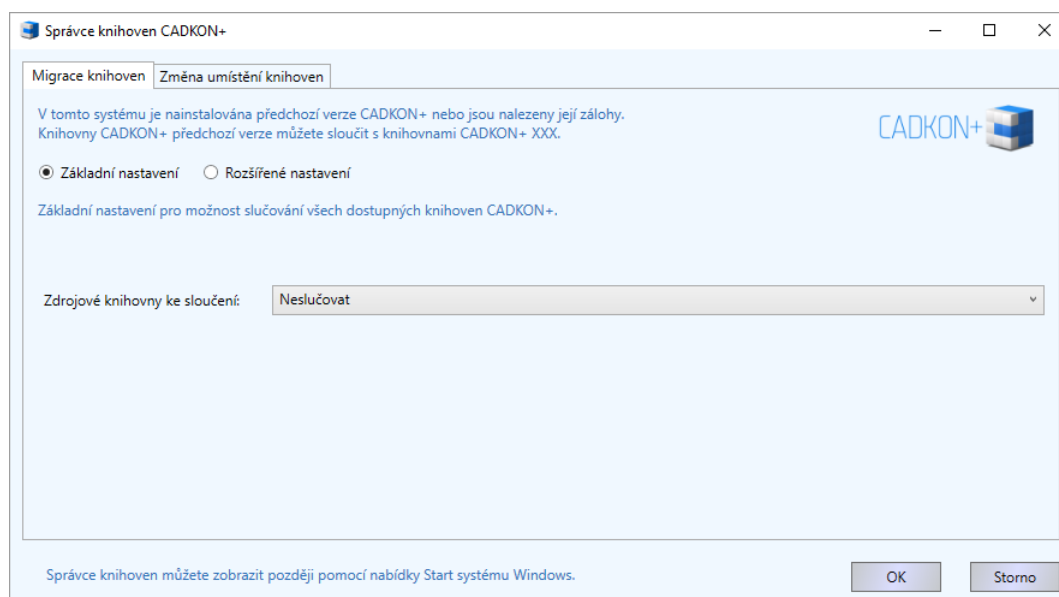 Správce knihoven CADKON+
Migrace knihoven
Změna umístění knihoven
V tomto systému je nainstalována předchozí verze CADKON+ nebo jsou nalezeny její zálohy.
Knihovny CADKON+ předchozí verze můžete sloučit s knihovnami CADKON+ XXX.
CADKON+
Základní nastavení
Rozšířené nastavení
Základní nastavení pro možnost slučování všech dostupných knihoven CADKON+.
Zdrojové knihovny ke sloučení:
Neslučovat
Správce knihoven můžete zobrazit později pomocí nabídky Start systému Windows.
OK
Storno